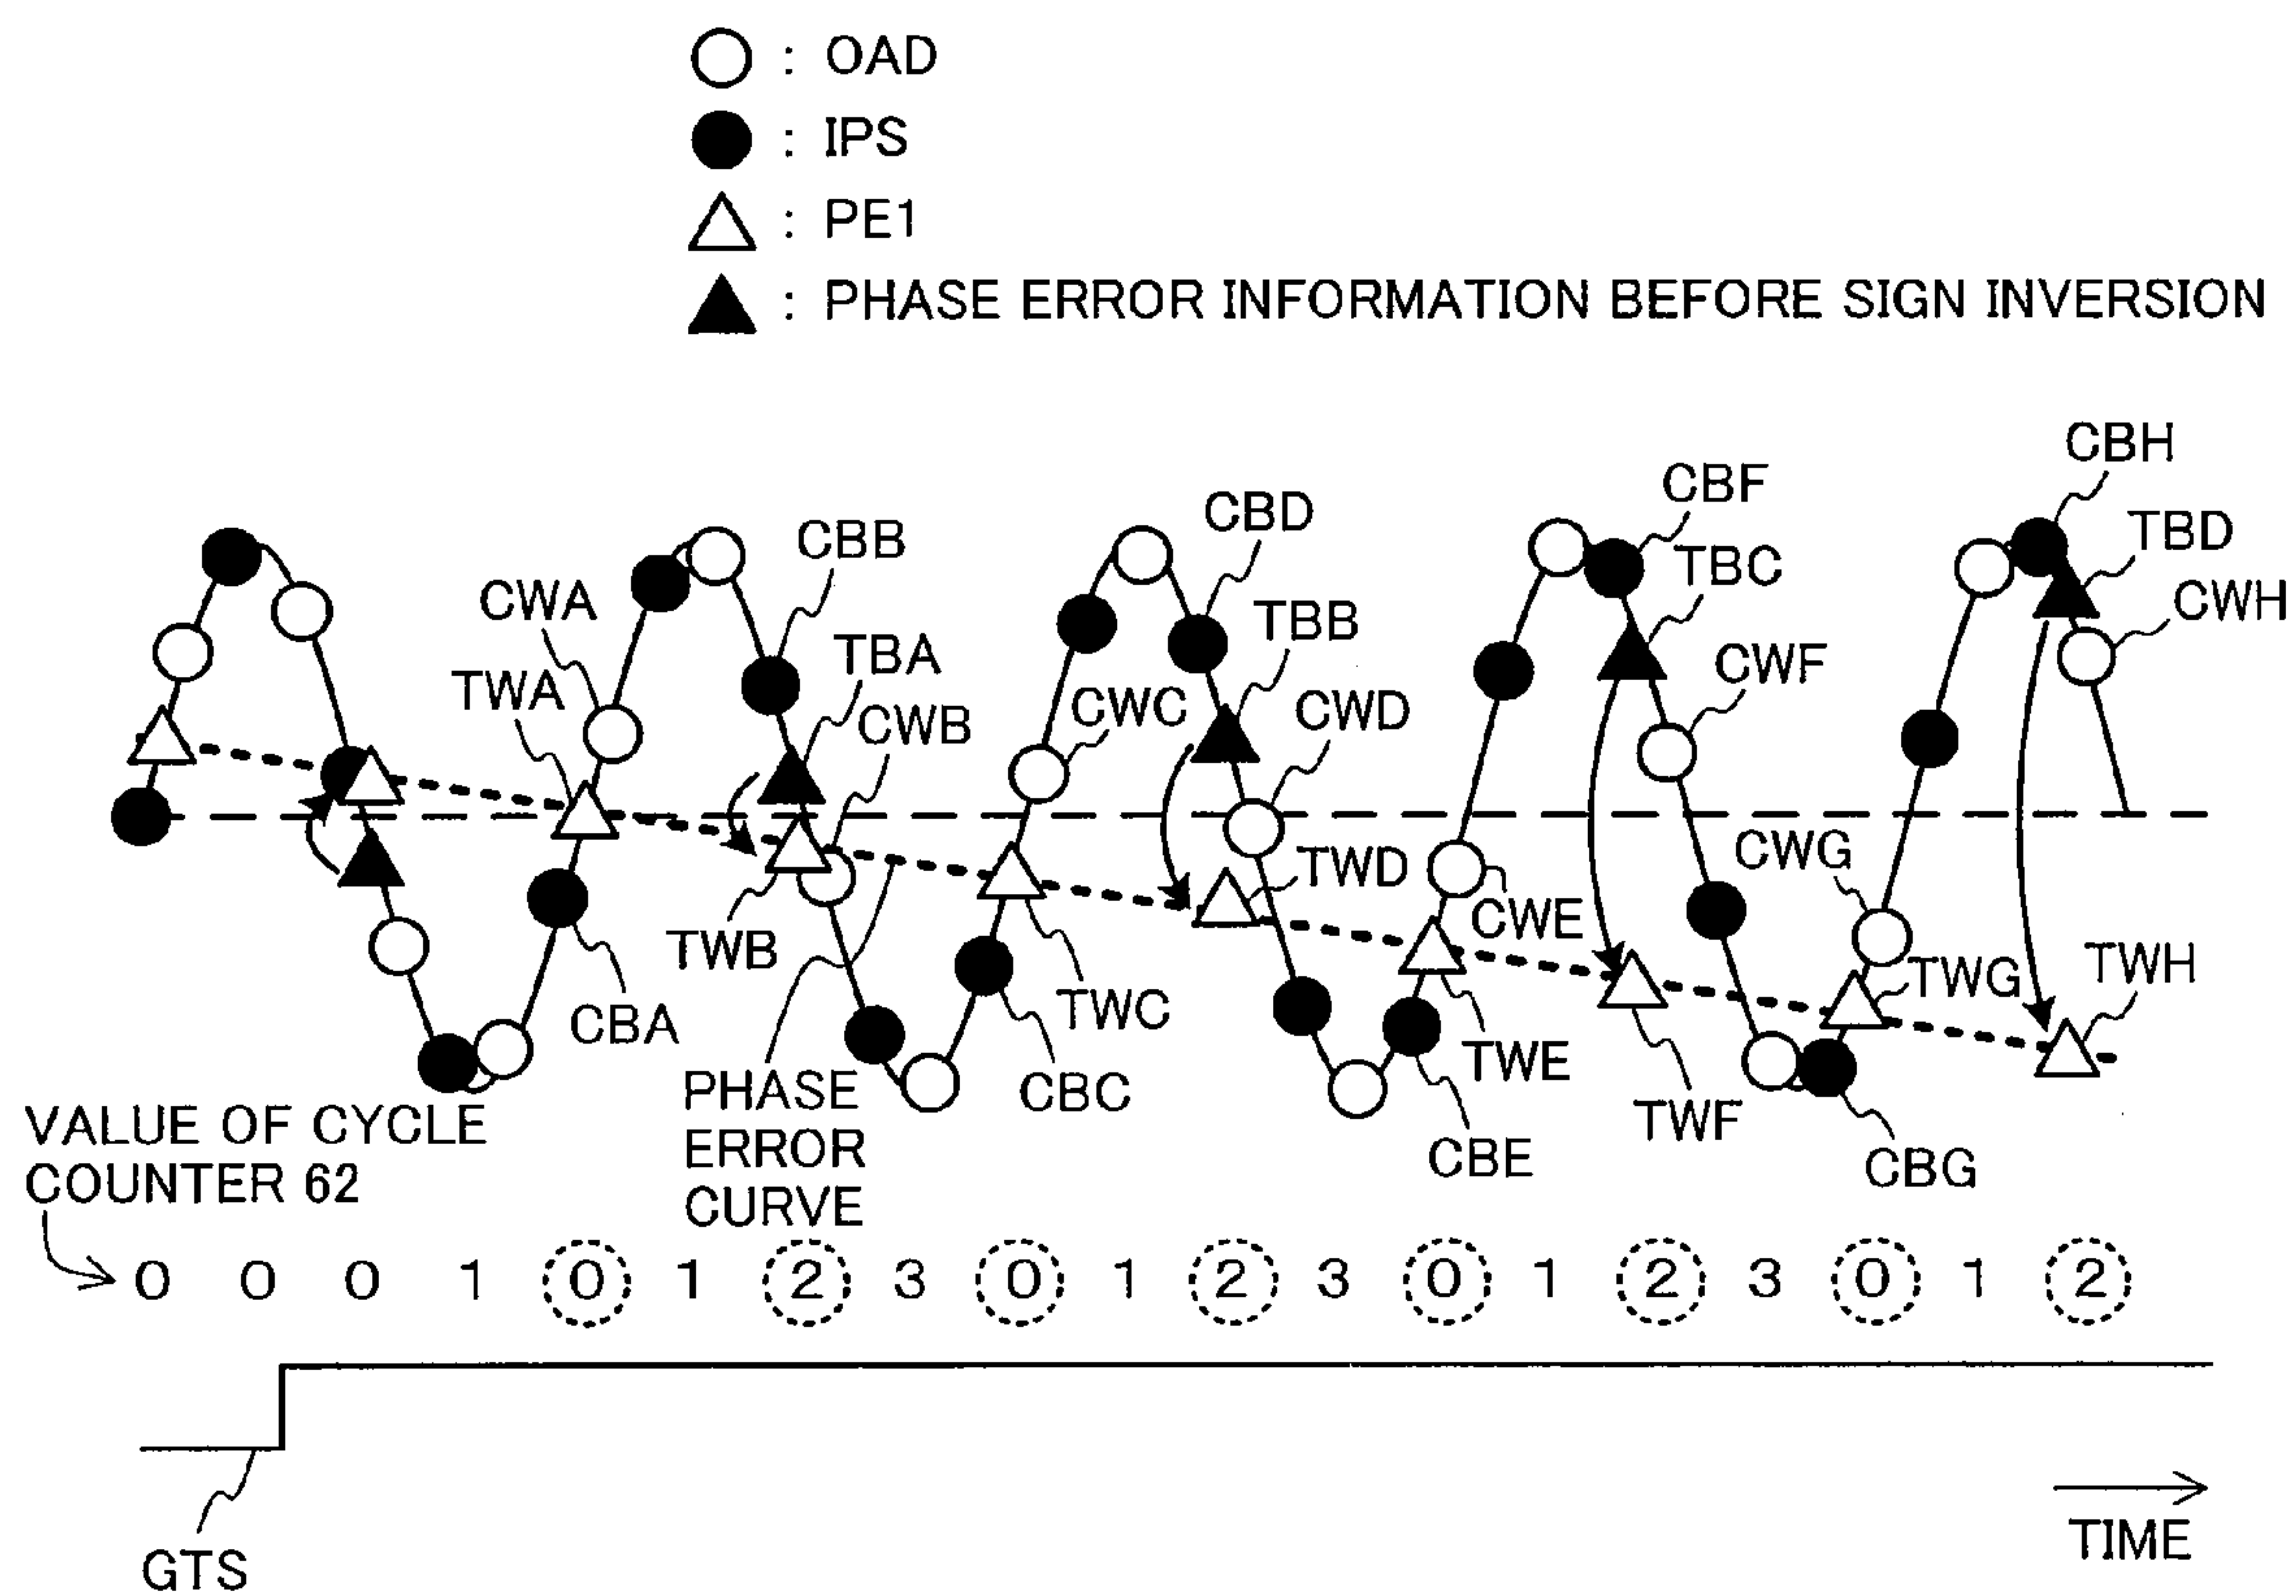 : OAD
: IPS
: PE1
: PHASE ERROR INFORMATION BEFORE SIGN INVERSION
CBH
CBF
CBD
TBD
CBB
TBC
CWA
CWH
TBB
TBA
CWF
TWA
CWC
CWD
CWB
CWG
TWD
CWE
TWB
TWH
TWG
TWC
CBA
TWE
PHASE
ERROR
CURVE
CBC
TWF
CBE
CBG
VALUE OF CYCLE
COUNTER 62
0 0 0 1 0 1 2 3 0 1 2 3 0 1 2 3 0 1 2
GTS
TIME